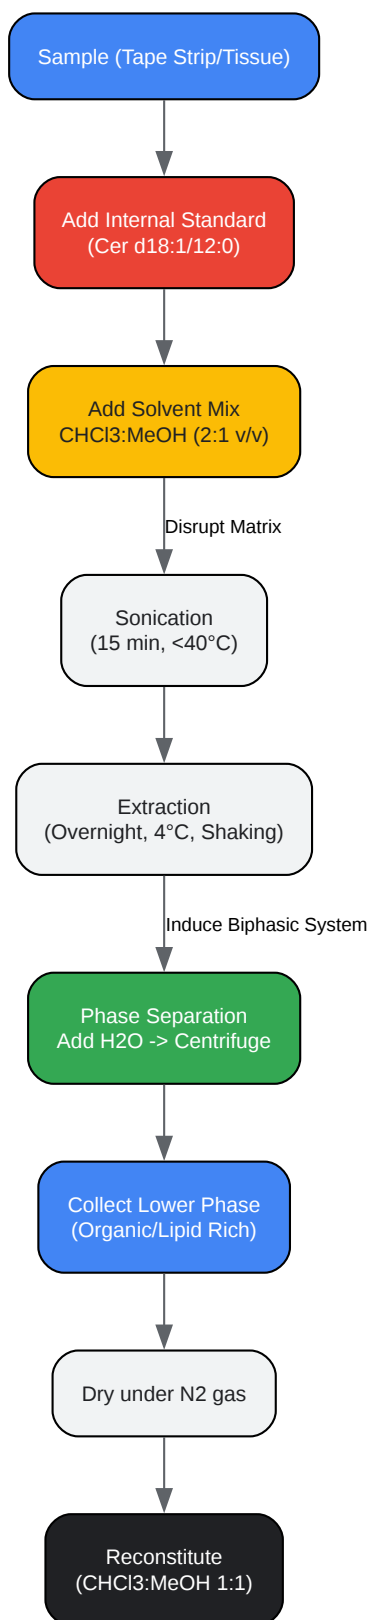 Sample (Tape Strip/Tissue)
Add Internal Standard
(Cer d18:1/12:0)
Add Solvent Mix
CHCl3:MeOH (2:1 v/v)
Disrupt Matrix
Sonication
(15 min, <40°C)
Extraction
(Overnight, 4°C, Shaking)
Induce Biphasic System
Phase Separation
Add H2O -> Centrifuge
Collect Lower Phase
(Organic/Lipid Rich)
Dry under N2 gas
Reconstitute
(CHCl3:MeOH 1:1)